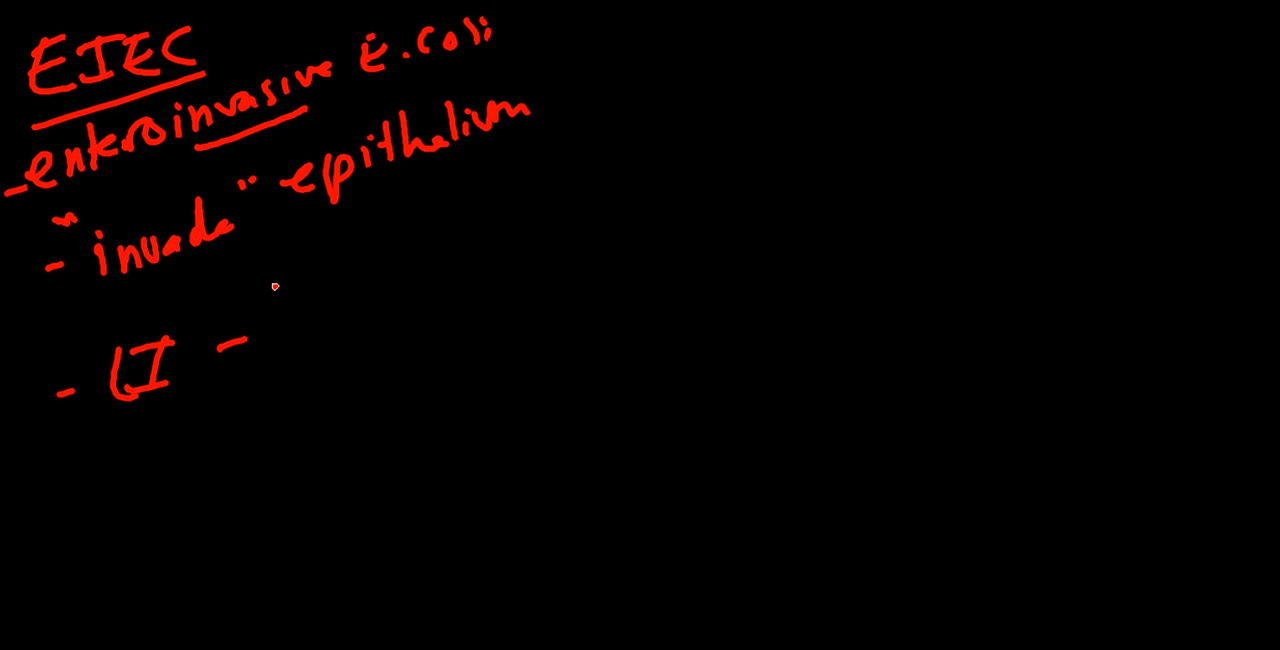 EIEC
- enteroinvasive E. coli
- "invade" epithelium
- LI -